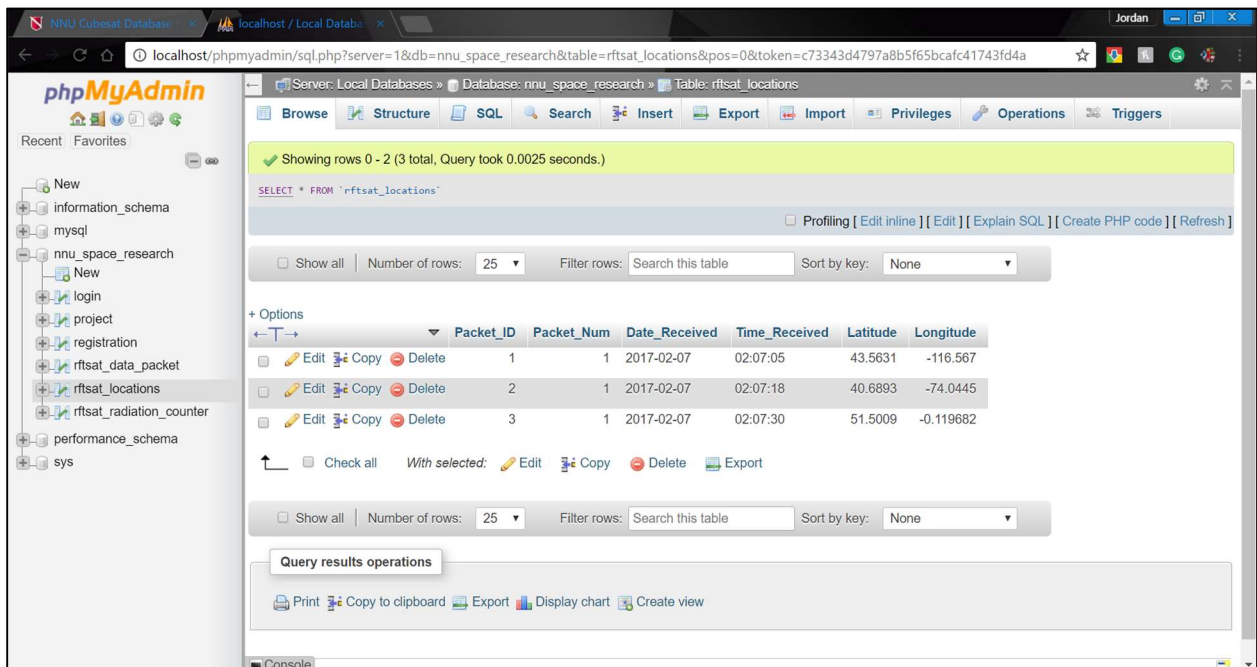 NNU Cubesat Database
localhost / Local Databa
Jordan
localhost/phpmyadmin/sql.php?server=1&db=nnu_space_research&table=rftsat_locations&pos=0&token=c73343d4797a8b5f65bcafc41743fd4a
phpMyAdmin
Recent Favorites
New
information_schema
mysql
nnu_space_research
New
login
project
registration
rftsat_data_packet
rftsat_locations
rftsat_radiation_counter
performance_schema
sys
Server: Local Databases » Database: nnu_space_research » Table: rftsat_locations
Browse Structure SQL Search Insert Export Import Privileges Operations Triggers
Showing rows 0 - 2 (3 total, Query took 0.0025 seconds.)
SELECT * FROM `rftsat_locations`
Profiling [ Edit inline ] [ Edit ] [ Explain SQL ] [ Create PHP code ] [ Refresh ]
Show all | Number of rows: 25 Filter rows: Search this table Sort by key: None
+ Options
←T→ Packet_ID Packet_Num Date_Received Time_Received Latitude Longitude
Edit Copy Delete 1 1 2017-02-07 02:07:05 43.5631 -116.567
Edit Copy Delete 2 1 2017-02-07 02:07:18 40.6893 -74.0445
Edit Copy Delete 3 1 2017-02-07 02:07:30 51.5009 -0.119682
Check all With selected: Edit Copy Delete Export
Show all | Number of rows: 25 Filter rows: Search this table Sort by key: None
Query results operations
Print Copy to clipboard Export Display chart Create view
Console